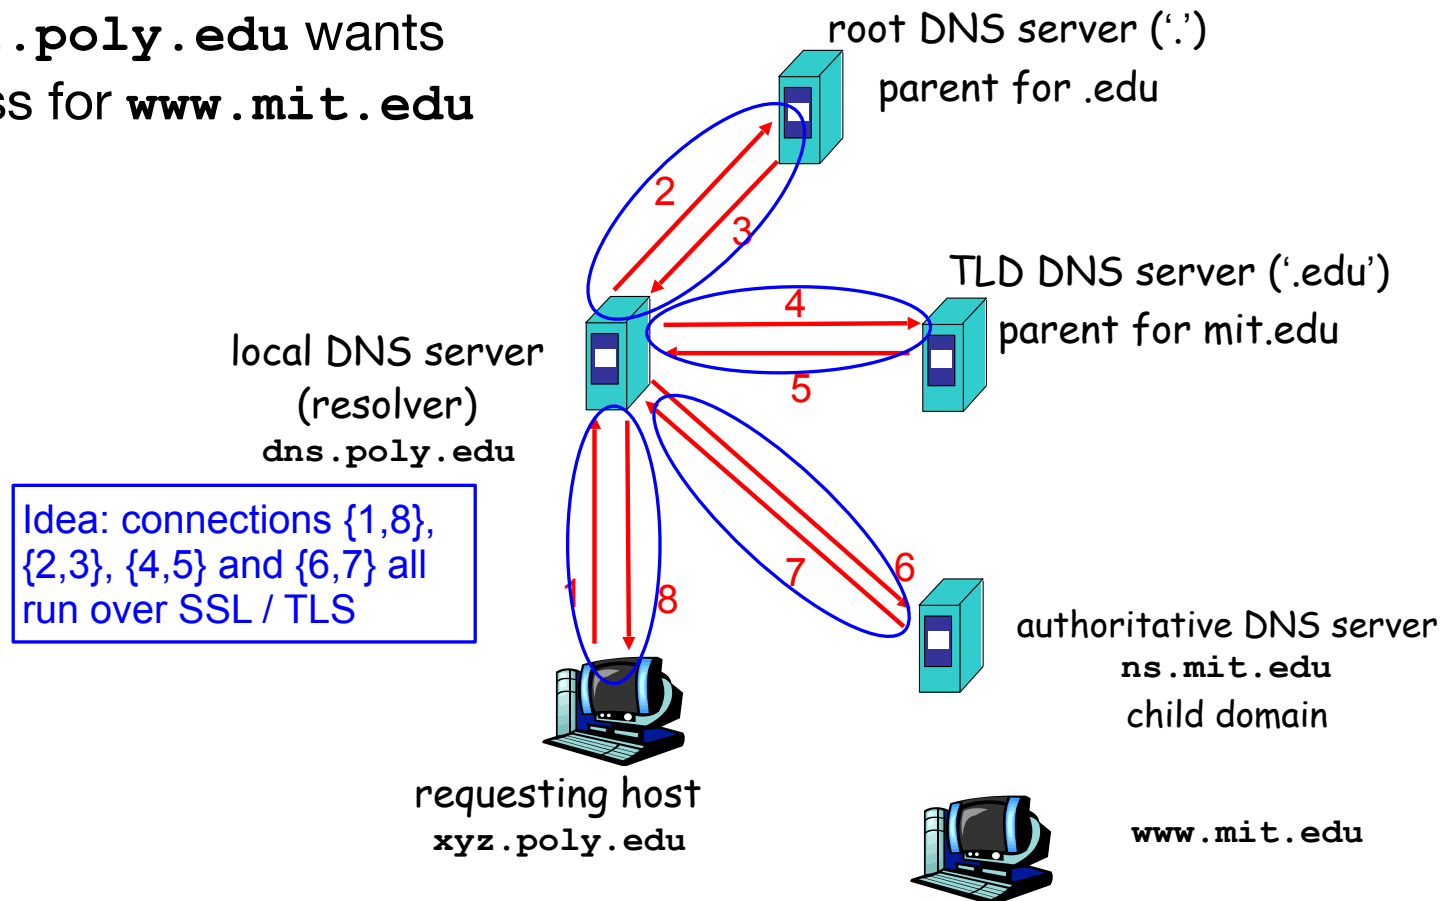 .poly.edu wants
ss for www.mit.edu
root DNS server (‘.’)
parent for .edu
2
3
TLD DNS server (‘.edu’)
parent for mit.edu
4
5
local DNS server
(resolver)
dns.poly.edu
Idea: connections {1,8},
{2,3}, {4,5} and {6,7} all
run over SSL / TLS
1
8
7
6
authoritative DNS server
ns.mit.edu
child domain
requesting host
xyz.poly.edu
www.mit.edu